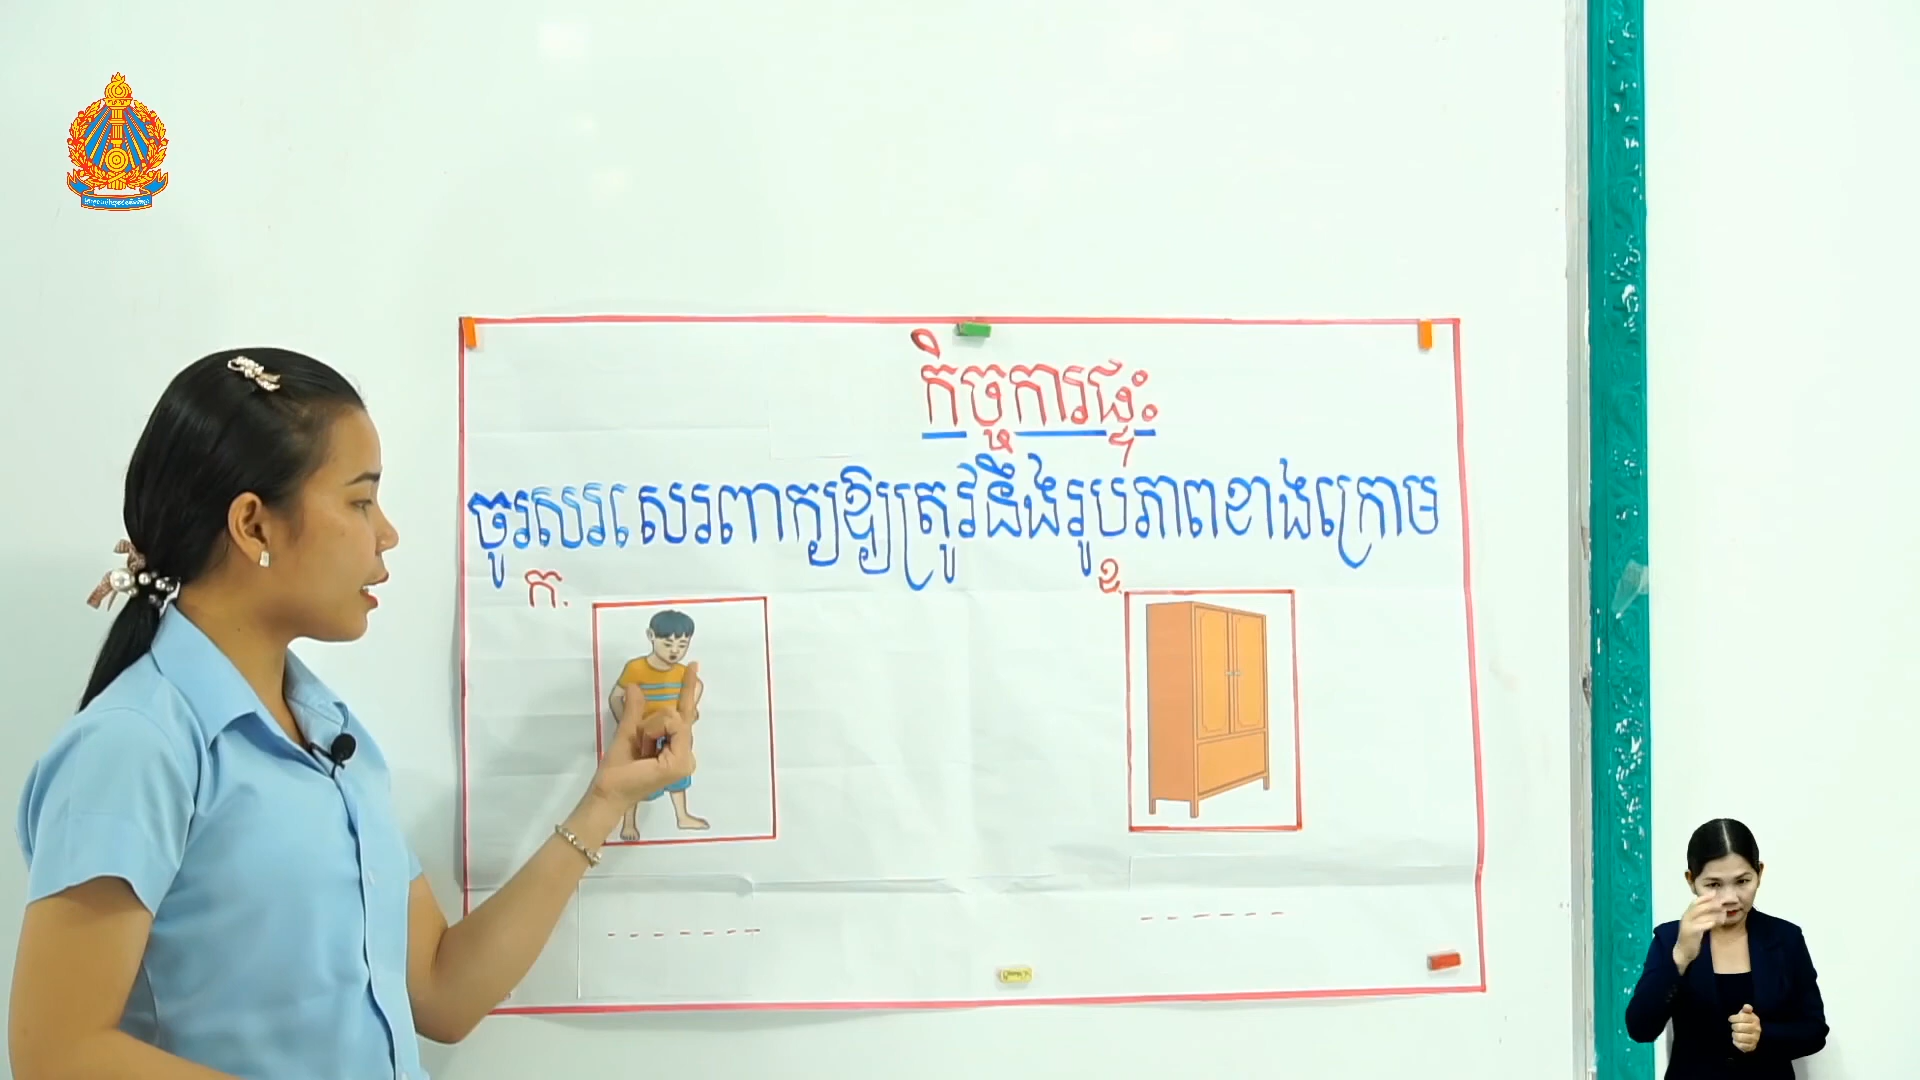 កិច្ចការផ្ទះ
ចូរសរសេរពាក្យឱ្យត្រូវនឹងរូបភាពខាងក្រោម
ក.
ខ.